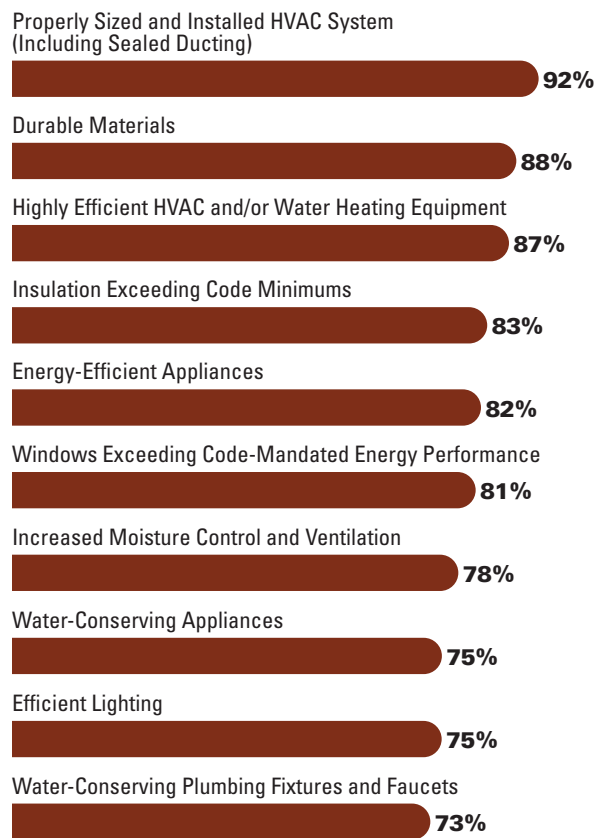 Properly Sized and Installed HVAC System
(Including Sealed Ducting)
92%
Durable Materials
88%
Highly Efficient HVAC and/or Water Heating Equipment
87%
Insulation Exceeding Code Minimums
83%
Energy-Efficient Appliances
82%
Windows Exceeding Code-Mandated Energy Performance
81%
Increased Moisture Control and Ventilation
78%
Water-Conserving Appliances
75%
Efficient Lighting
75%
Water-Conserving Plumbing Fixtures and Faucets
73%